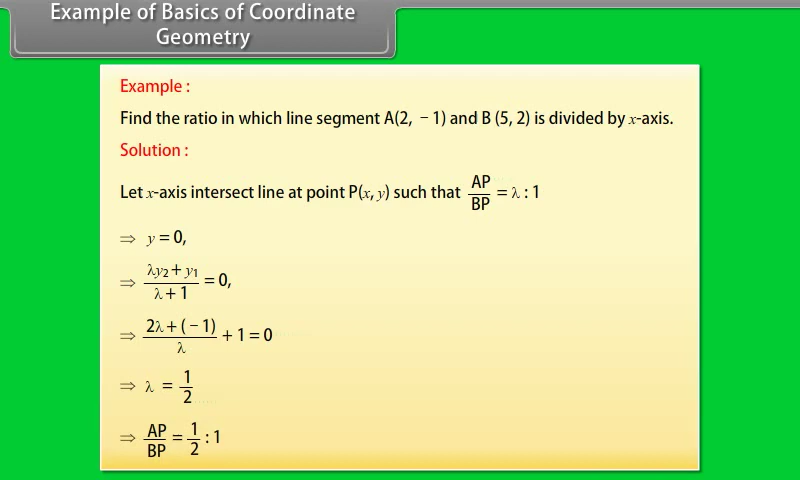 Example of Basics of Coordinate
Geometry
Example :
Find the ratio in which line segment A(2, −1) and B (5, 2) is divided by x-axis.
Solution :
Let x-axis intersect line at point P(x, y) such that AP/BP = λ : 1
⇒ y = 0,
⇒ (λy₂ + y₁)/(λ + 1) = 0,
⇒ (2λ + (−1))/λ + 1 = 0
⇒ λ = 1/2
⇒ AP/BP = 1/2 : 1